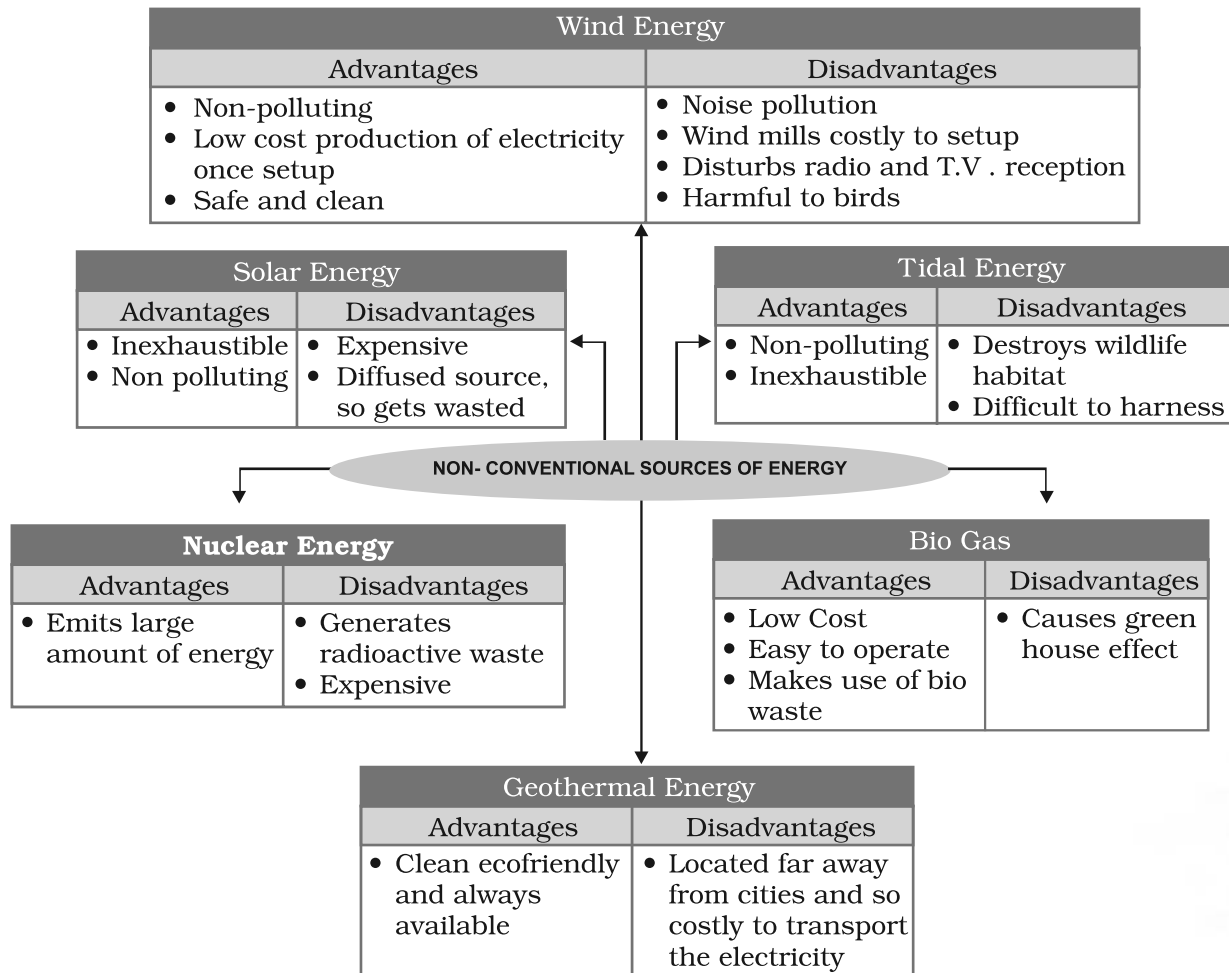 Wind Energy
Advantages
Disadvantages
• Non-polluting
• Low cost production of electricity
once setup
• Safe and clean
• Noise pollution
• Wind mills costly to setup
• Disturbs radio and T.V . reception
• Harmful to birds
Solar Energy
Advantages
Disadvantages
• Inexhaustible
• Non polluting
• Expensive
• Diffused source,
so gets wasted
Tidal Energy
Advantages
Disadvantages
• Non-polluting
• Inexhaustible
• Destroys wildlife
habitat
• Difficult to harness
NON- CONVENTIONAL SOURCES OF ENERGY
Nuclear Energy
Advantages
Disadvantages
• Emits large
amount of energy
• Generates
radioactive waste
• Expensive
Bio Gas
Advantages
Disadvantages
• Low Cost
• Easy to operate
• Makes use of bio
waste
• Causes green
house effect
Geothermal Energy
Advantages
Disadvantages
• Clean ecofriendly
and always
available
• Located far away
from cities and so
costly to transport
the electricity